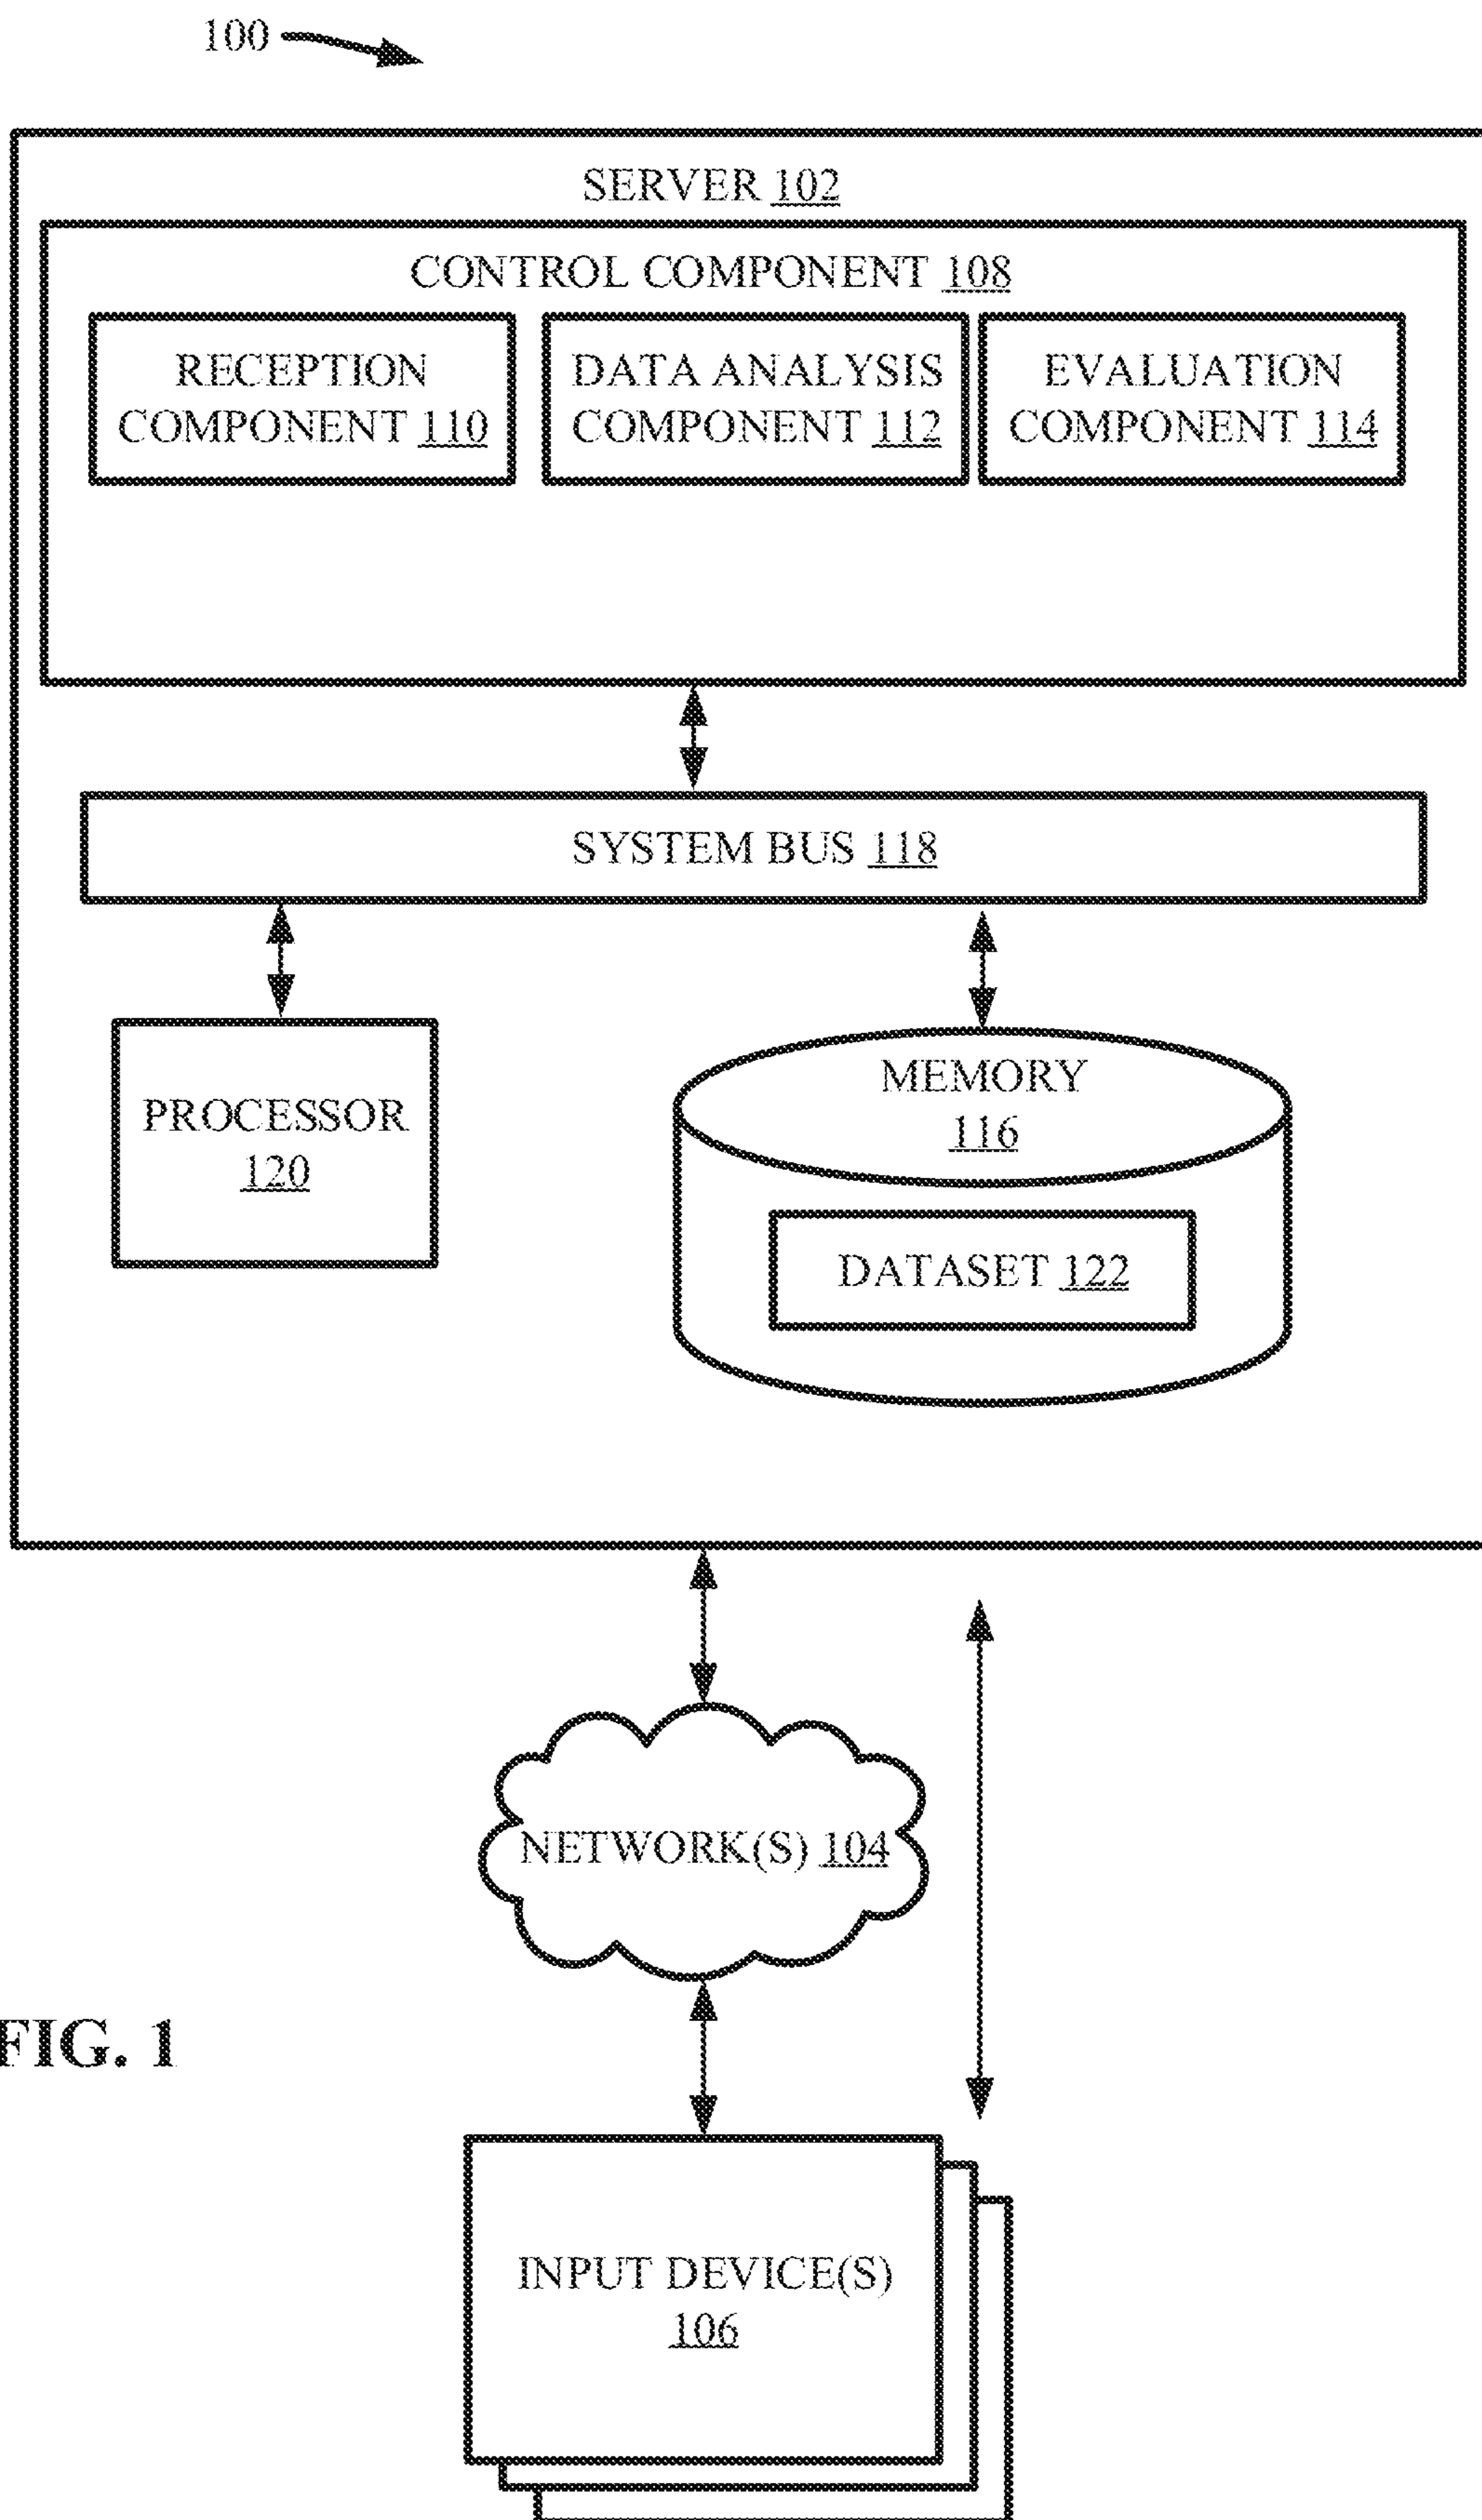 100
SERVER 102
CONTROL COMPONENT 108
RECEPTION
COMPONENT 110
DATA ANALYSIS
COMPONENT 112
EVALUATION
COMPONENT 114
SYSTEM BUS 118
PROCESSOR
120
MEMORY
116
DATASET 122
NETWORK(S) 104
FIG. 1
INPUT DEVICE(S)
106